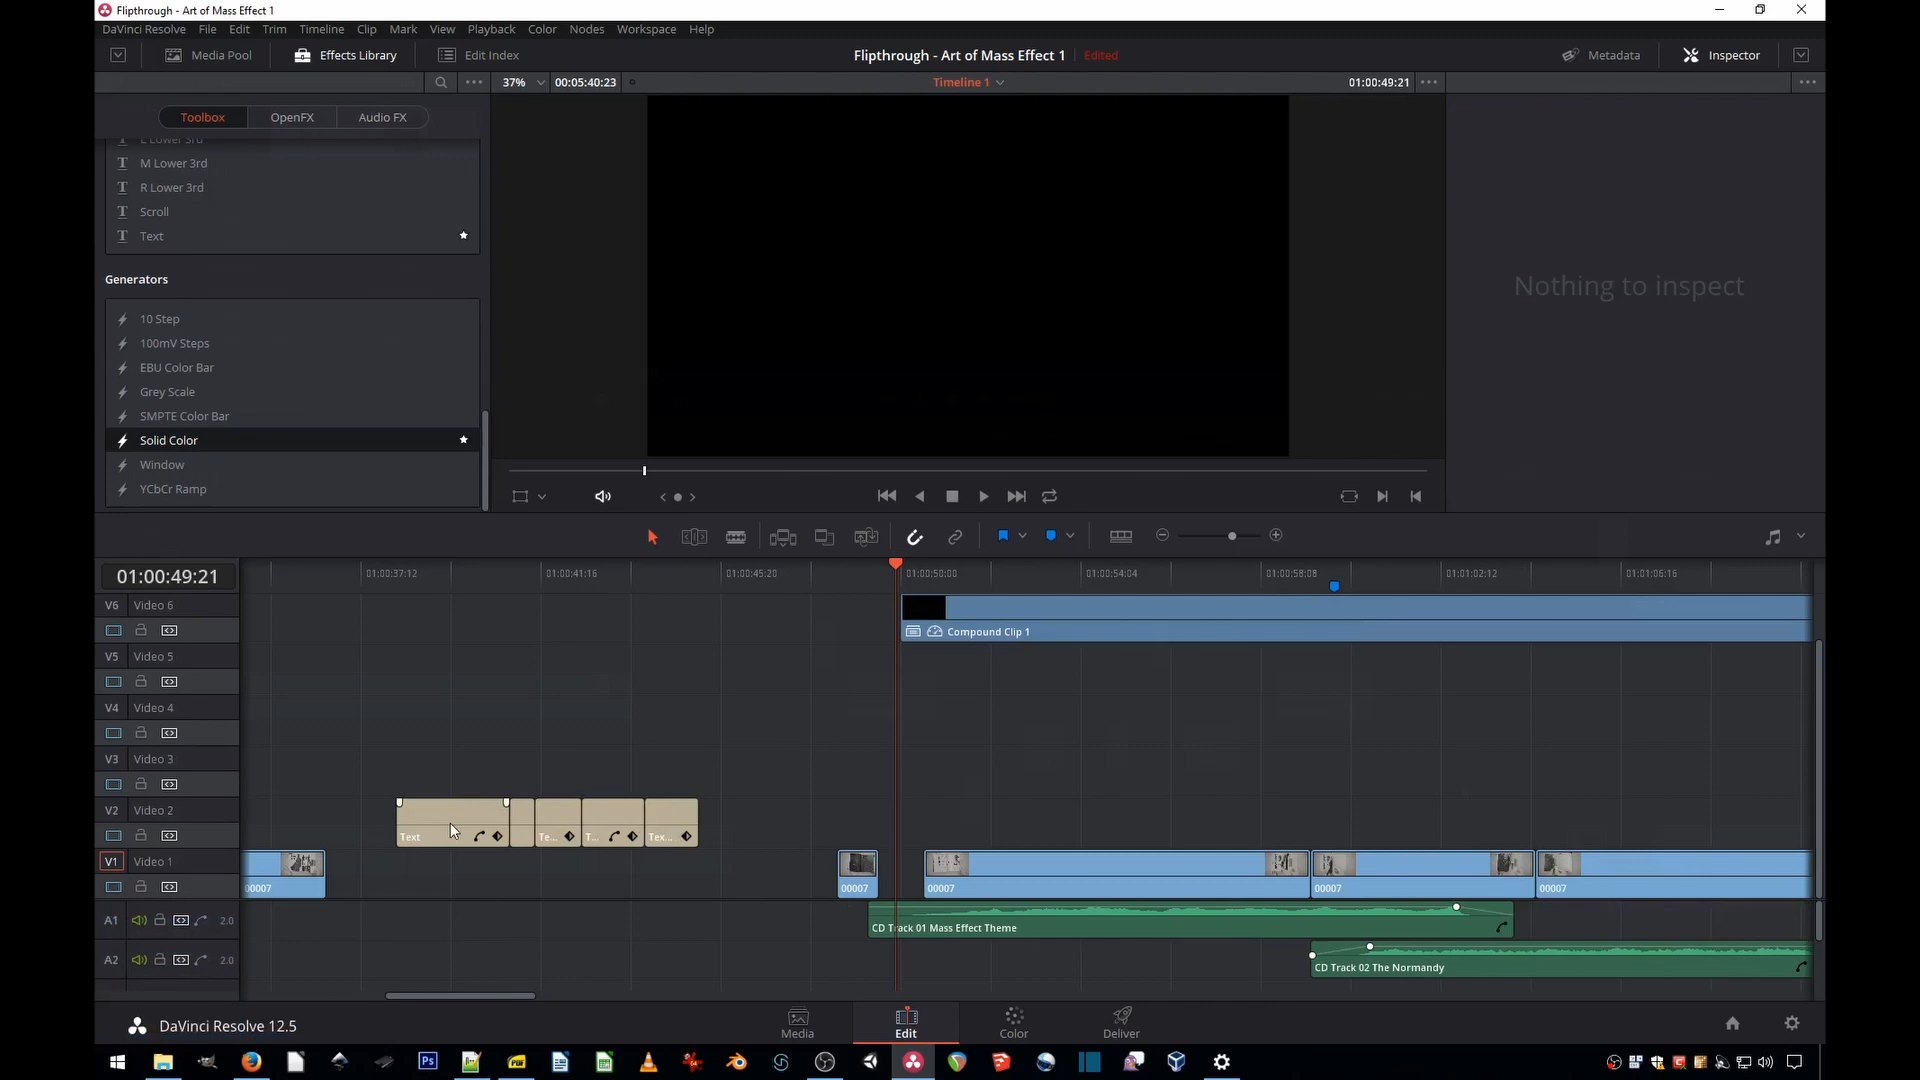 Flipthrough - Art of Mass Effect 1
DaVinci Resolve File Edit Trim Timeline Clip Mark View Playback Color Nodes Workspace Help
Media Pool Effects Library Edit Index Flipthrough - Art of Mass Effect 1 Edited Metadata Inspector
37% 00:05:40:23 Timeline 1 01:00:49:21
Toolbox OpenFX Audio FX
L Lower 3rd
M Lower 3rd
R Lower 3rd
Scroll
Text
Generators
10 Step
100mV Steps
EBU Color Bar
Grey Scale
SMPTE Color Bar
Solid Color
Window
YCbCr Ramp
Nothing to inspect
01:00:49:21 01:00:37:12 01:00:41:16 01:00:45:20 01:00:50:00 01:00:54:04 01:00:58:08 01:01:02:12 01:01:06:16
V6 Video 6
Compound Clip 1
V5 Video 5
V4 Video 4
V3 Video 3
V2 Video 2
Text Te... T... Tex...
V1 Video 1
00007 00007 00007 00007 00007
A1 2.0 CD Track 01 Mass Effect Theme
A2 2.0 CD Track 02 The Normandy
DaVinci Resolve 12.5
Media Edit Color Deliver